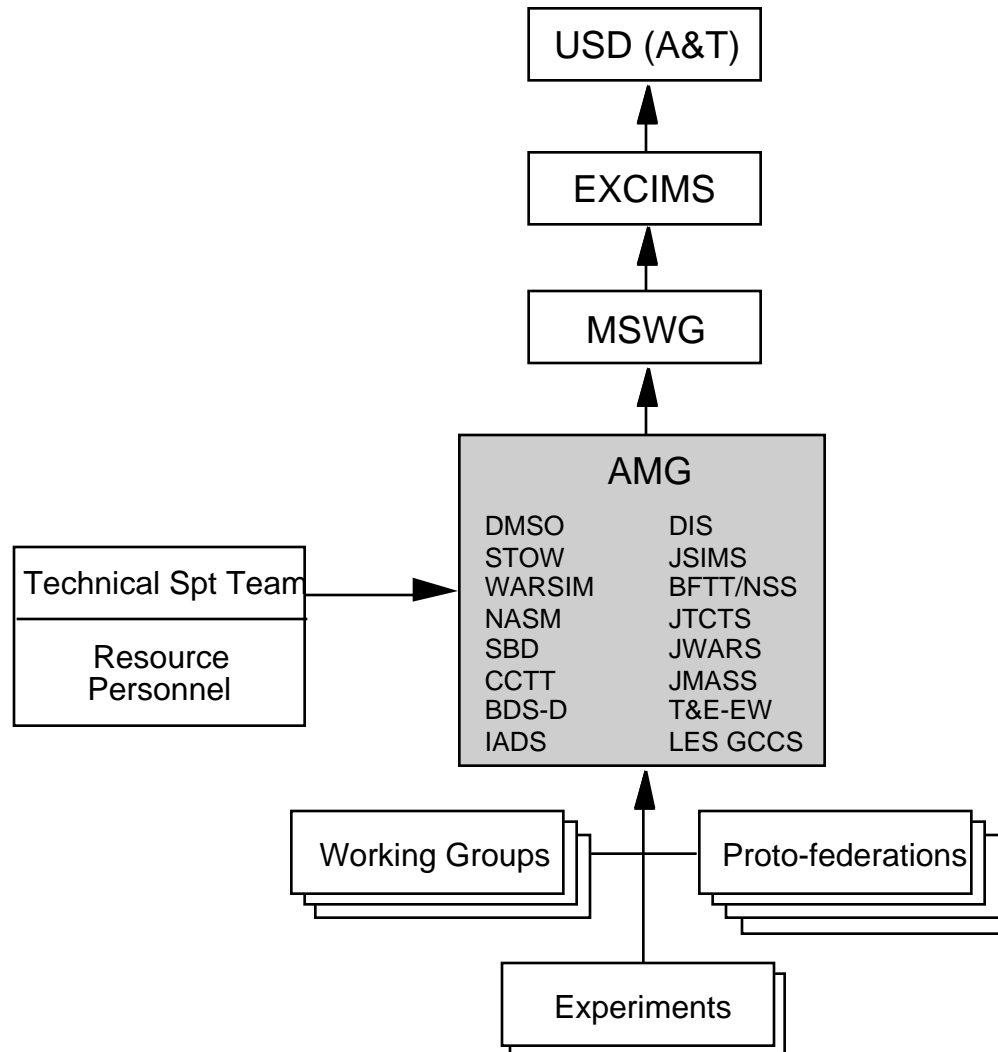 USD (A&T)
EXCIMS
MSWG
AMG
DMSO DIS
STOW JSIMS
WARSIM BFTT/NSS
NASM JTCTS
SBD JWARS
CCTT JMASS
BDS-D T&E-EW
IADS LES GCCS
Technical Spt Team
Resource
Personnel
Working Groups
Proto-federations
Experiments